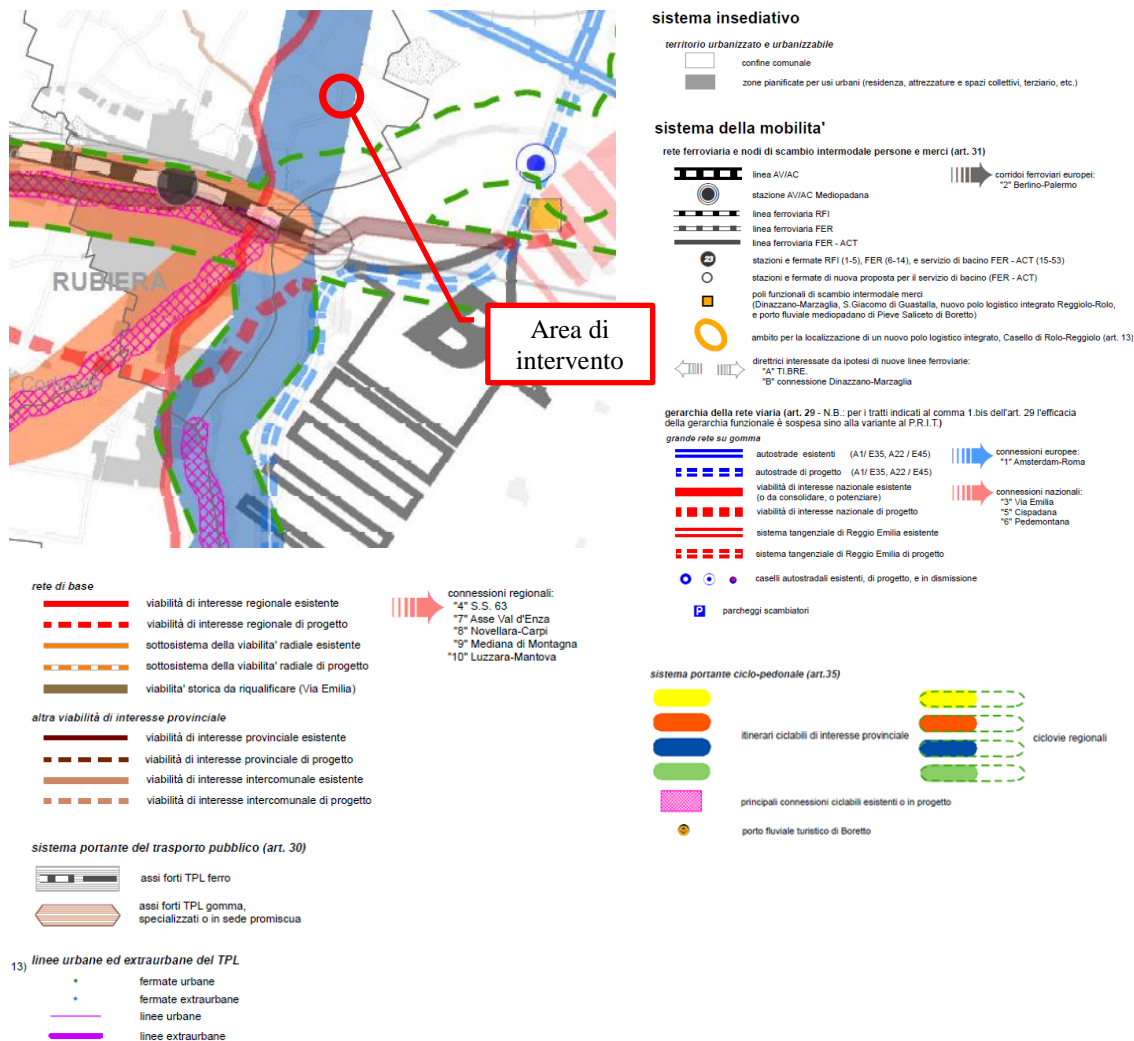 RUBIERA
B
Area di
intervento
sistema insediativo
territorio urbanizzato e urbanizzabile
confine comunale
zone pianificate per usi urbani (residenza, attrezzature e spazi collettivi, terziario, etc.)
sistema della mobilita'
rete ferroviaria e nodi di scambio intermodale persone e merci (art. 31)
linea AV/AC
corridoi ferroviari europei:
"2" Berlino-Palermo
stazione AV/AC Mediopadana
linea ferroviaria RFI
linea ferroviaria FER
linea ferroviaria FER - ACT
23
stazioni e fermate RFI (1-5), FER (6-14), e servizio di bacino FER - ACT (15-53)
stazioni e fermate di nuova proposta per il servizio di bacino (FER - ACT)
poli funzionali di scambio intermodale merci
(Dinazzano-Marzaglia, S.Giacomo di Guastalla, nuovo polo logistico integrato Reggiolo-Rolo,
e porto fluviale mediopadano di Pieve Saliceto di Boretto)
ambito per la localizzazione di un nuovo polo logistico integrato, Casello di Rolo-Reggiolo (art. 13)
direttrici interessate da ipotesi di nuove linee ferroviarie:
"A" TI.BRE.
"B" connessione Dinazzano-Marzaglia
gerarchia della rete viaria (art. 29 - N.B.: per i tratti indicati al comma 1.bis dell'art. 29 l'efficacia
della gerarchia funzionale è sospesa sino alla variante al P.R.I.T.)
grande rete su gomma
autostrade esistenti (A1/ E35, A22 / E45)
connessioni europee:
"1" Amsterdam-Roma
autostrade di progetto (A1/ E35, A22 / E45)
viabilità di interesse nazionale esistente
(o da consolidare, o potenziare)
connessioni nazionali:
"3" Via Emilia
"5" Cispadana
"6" Pedemontana
viabilità di interesse nazionale di progetto
sistema tangenziale di Reggio Emilia esistente
sistema tangenziale di Reggio Emilia di progetto
caselli autostradali esistenti, di progetto, e in dismissione
P
parcheggi scambiatori
rete di base
viabilità di interesse regionale esistente
viabilità di interesse regionale di progetto
sottosistema della viabilita' radiale esistente
sottosistema della viabilita' radiale di progetto
viabilita' storica da riqualificare (Via Emilia)
connessioni regionali:
"4" S.S. 63
"7" Asse Val d'Enza
"8" Novellara-Carpi
"9" Mediana di Montagna
"10" Luzzara-Mantova
altra viabilità di interesse provinciale
viabilità di interesse provinciale esistente
viabilità di interesse provinciale di progetto
viabilità di interesse intercomunale esistente
viabilità di interesse intercomunale di progetto
sistema portante del trasporto pubblico (art. 30)
assi forti TPL ferro
assi forti TPL gomma,
specializzati o in sede promiscua
13)
linee urbane ed extraurbane del TPL
fermate urbane
fermate extraurbane
linee urbane
linee extraurbane
sistema portante ciclo-pedonale (art.35)
itinerari ciclabili di interesse provinciale
ciclovie regionali
principali connessioni ciclabili esistenti o in progetto
porto fluviale turistico di Boretto